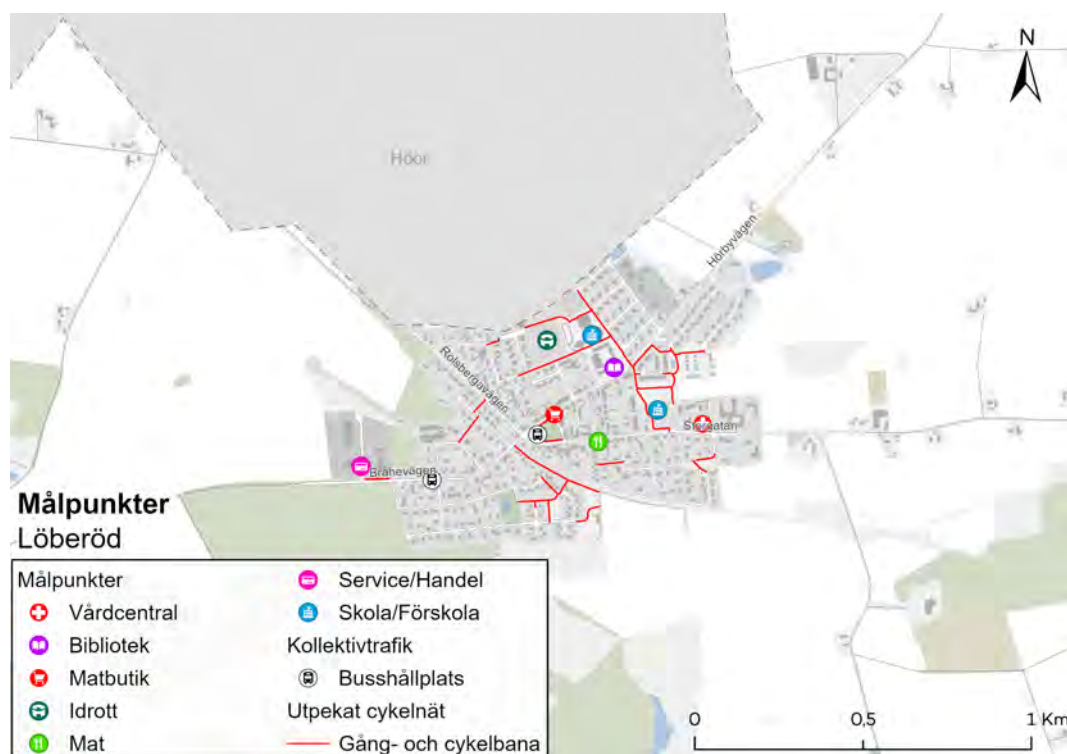 N
Höör
Hörbyvägen
Rolsbergavägen
Storgatan
Bråhevägen
Målpunkter
Löberöd
Målpunkter
Vårdcentral
Bibliotek
Matbutik
Idrott
Mat
Service/Handel
Skola/Förskola
Kollektivtrafik
Busshållplats
Utpekat cykelnät
Gång- och cykelbana
0 0,5 1 Km